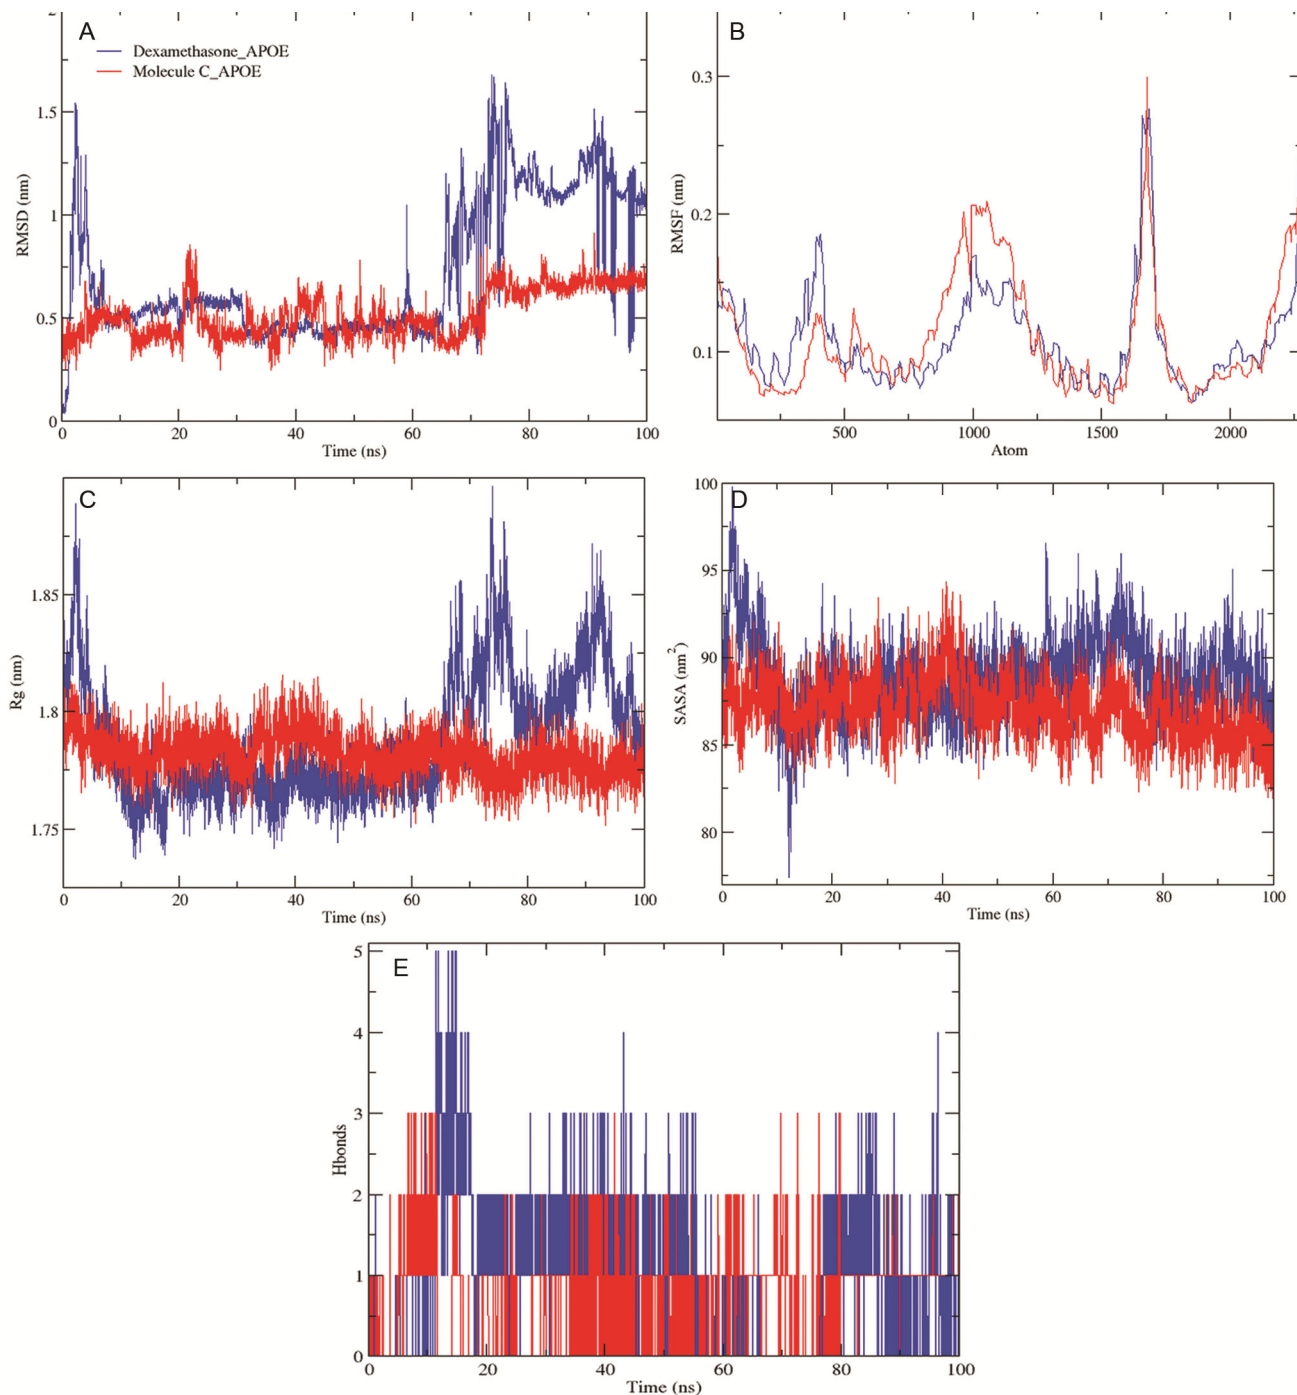 A
Dexamethasone_APOE
Molecule C_APOE
RMSD (nm)
1.5
1
0.5
0
0 20 40 60 80 100
Time (ns)
B
RMSF (nm)
0.3
0.2
0.1
500 1000 1500 2000
Atom
C
Rg (nm)
1.85
1.8
1.75
0 20 40 60 80 100
Time (ns)
D
SASA (nm²)
100
95
90
85
80
0 20 40 60 80 100
Time (ns)
E
Hbonds
5
4
3
2
1
0
0 20 40 60 80 100
Time (ns)